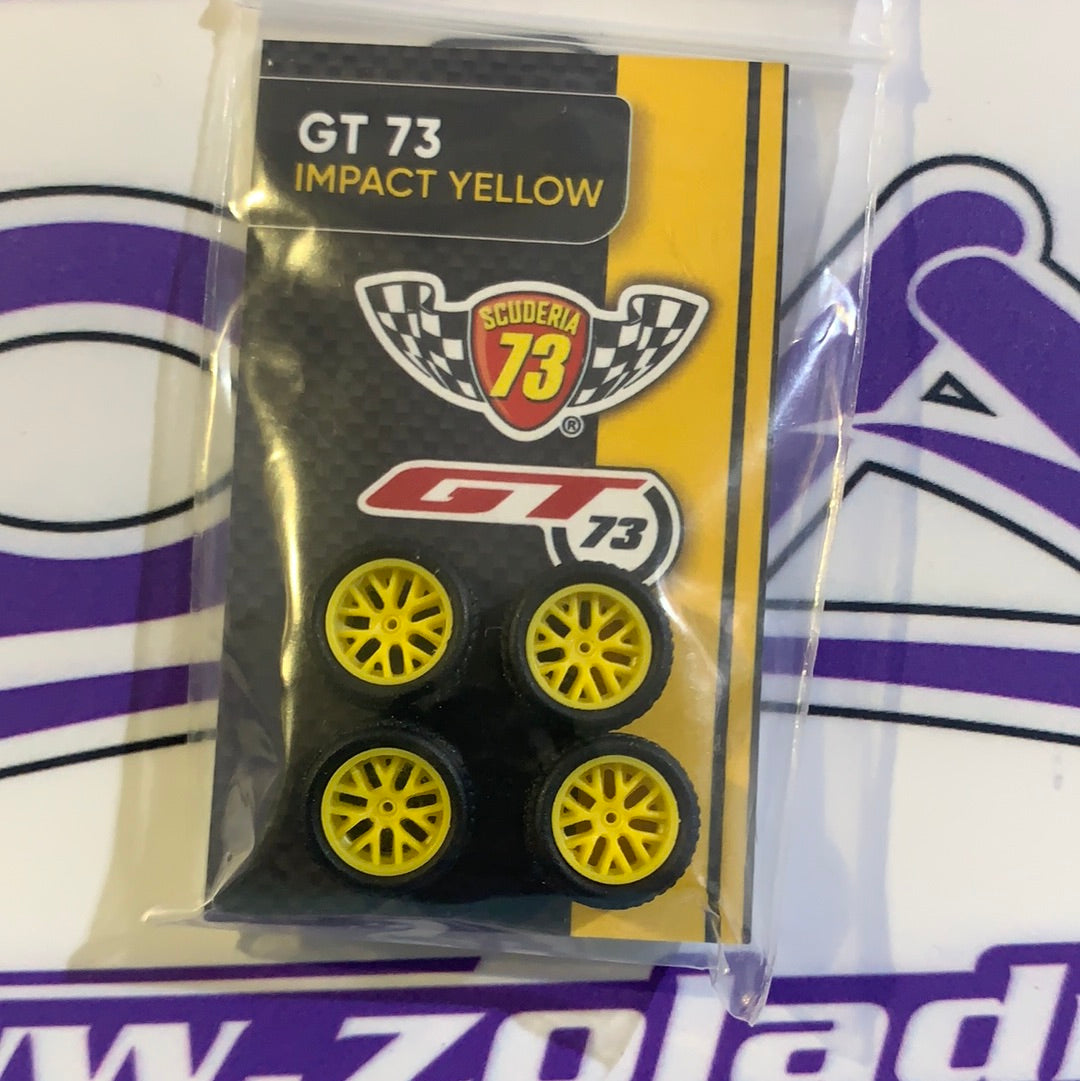 GT 73
IMPACT YELLOW
SCUDERIA
73
®
GT
73